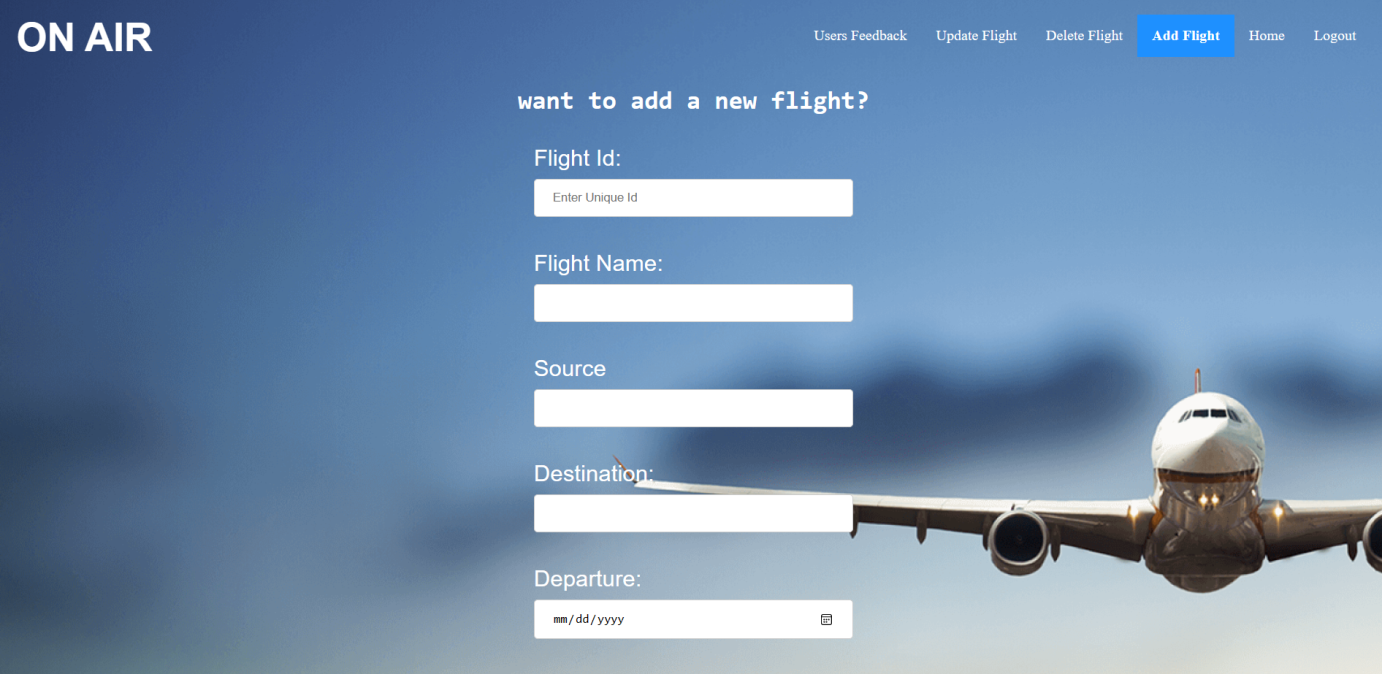 ON AIR
Users Feedback Update Flight Delete Flight Add Flight Home Logout
want to add a new flight?
Flight Id:
Enter Unique Id
Flight Name:
Source
Destination:
Departure:
mm/dd/yyyy